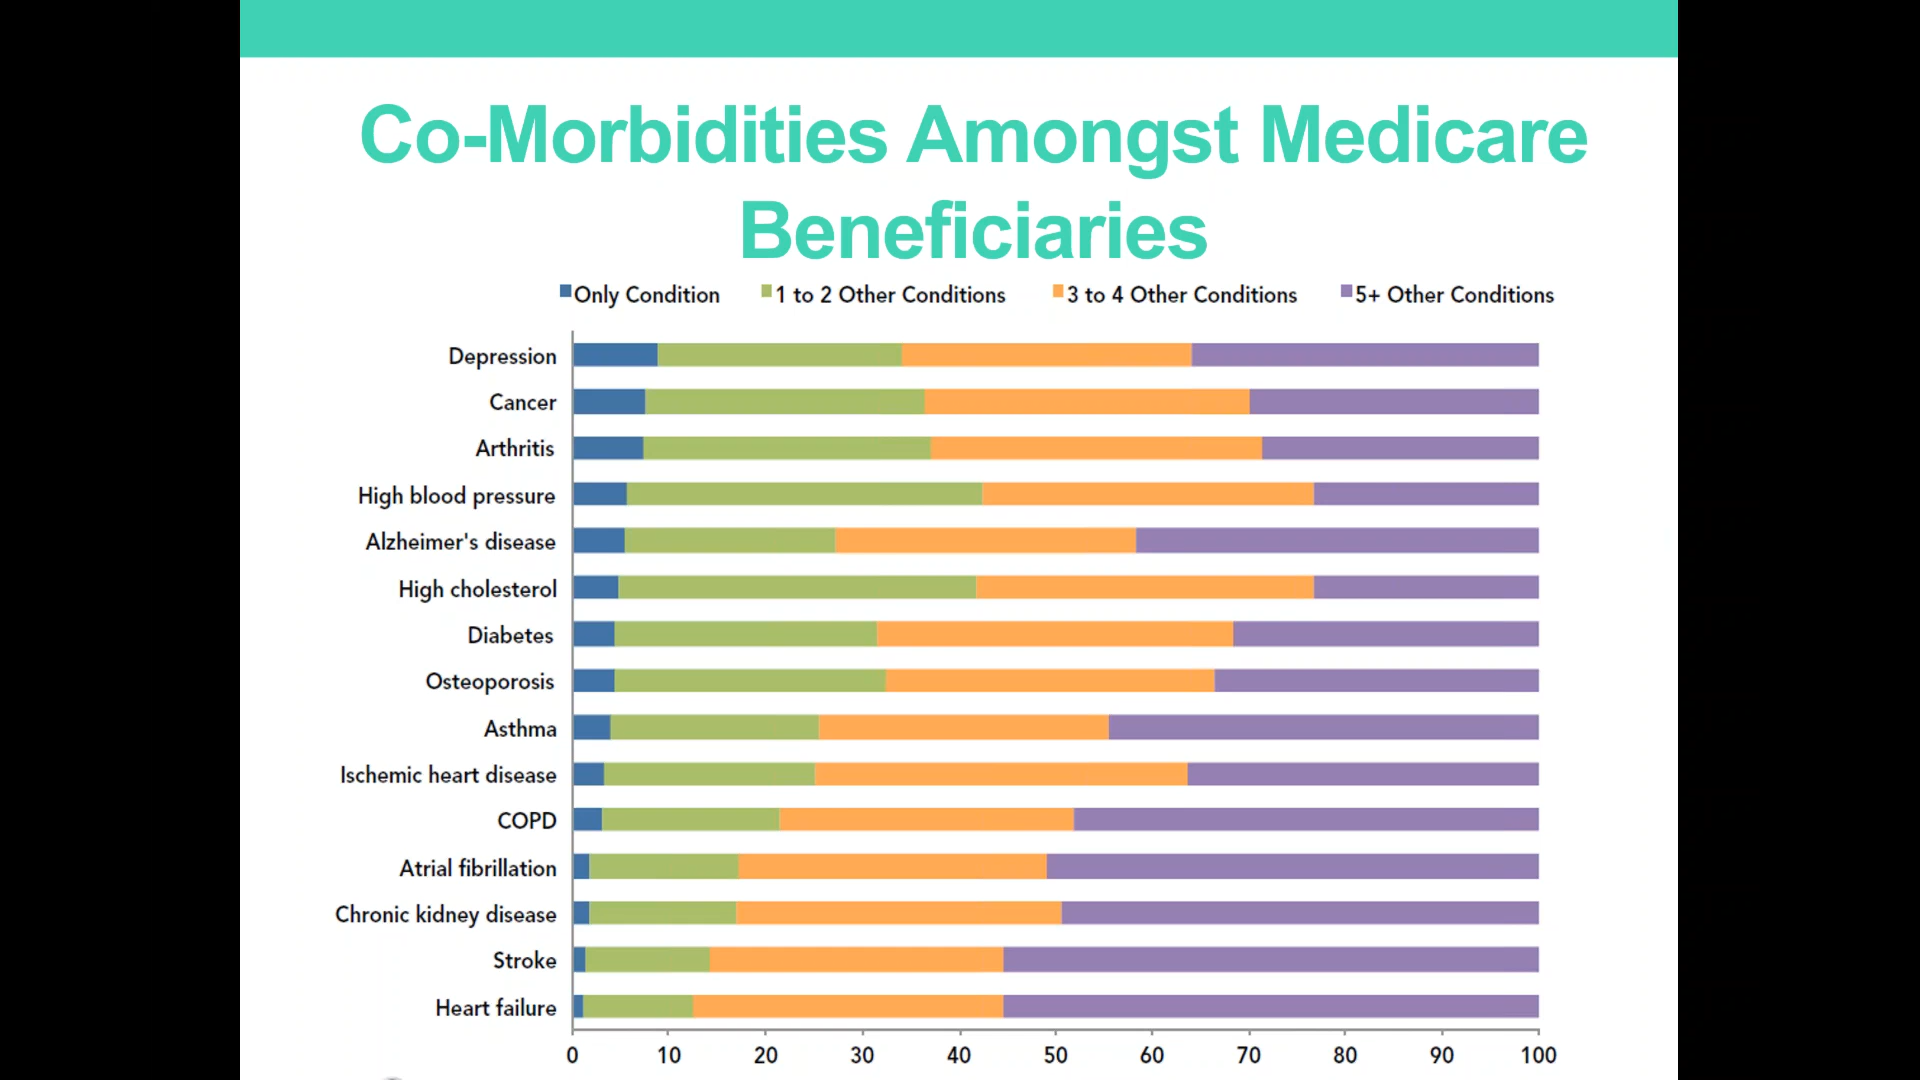 Co-Morbidities Amongst Medicare
Beneficiaries
Only Condition 1 to 2 Other Conditions 3 to 4 Other Conditions 5+ Other Conditions
Depression
Cancer
Arthritis
High blood pressure
Alzheimer's disease
High cholesterol
Diabetes
Osteoporosis
Asthma
Ischemic heart disease
COPD
Atrial fibrillation
Chronic kidney disease
Stroke
Heart failure
0 10 20 30 40 50 60 70 80 90 100